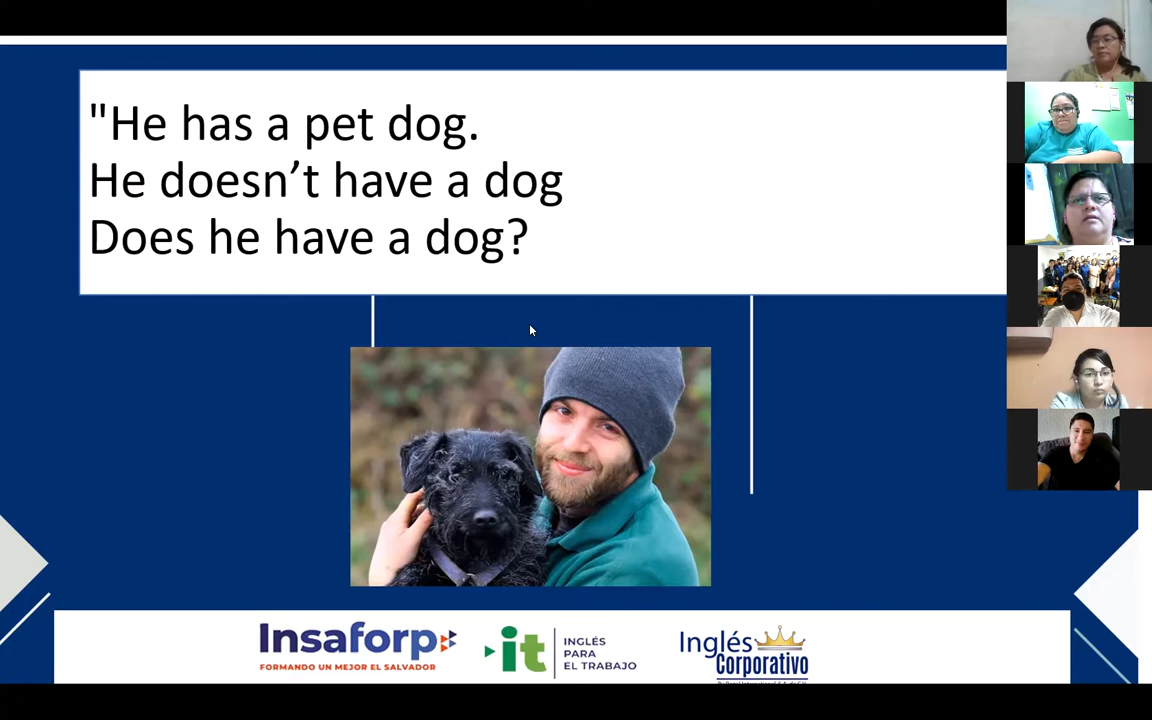 "He has a pet dog.
He doesn’t have a dog
Does he have a dog?
Insaforp
FORMANDO UN MEJOR EL SALVADOR
it
INGLÉS
PARA
EL TRABAJO
Inglés
Corporativo